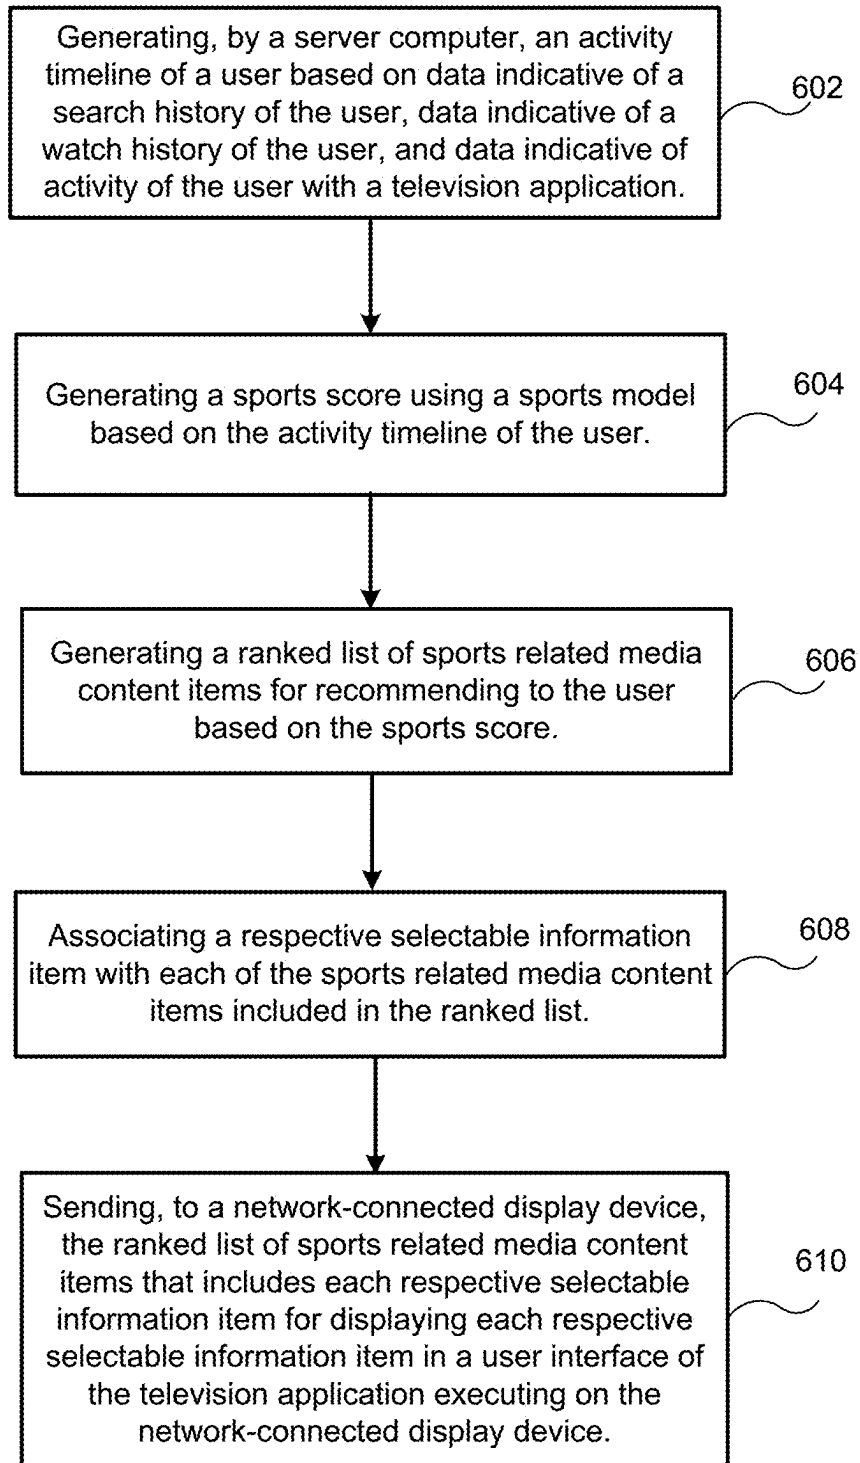 Generating, by a server computer, an activity
timeline of a user based on data indicative of a
search history of the user, data indicative of a
watch history of the user, and data indicative of
activity of the user with a television application.
602
Generating a sports score using a sports model
based on the activity timeline of the user.
604
Generating a ranked list of sports related media
content items for recommending to the user
based on the sports score.
606
Associating a respective selectable information
item with each of the sports related media content
items included in the ranked list.
608
Sending, to a network-connected display device,
the ranked list of sports related media content
items that includes each respective selectable
information item for displaying each respective
selectable information item in a user interface of
the television application executing on the
network-connected display device.
610